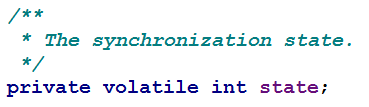 /**
 * The synchronization state.
 */
private volatile int state;